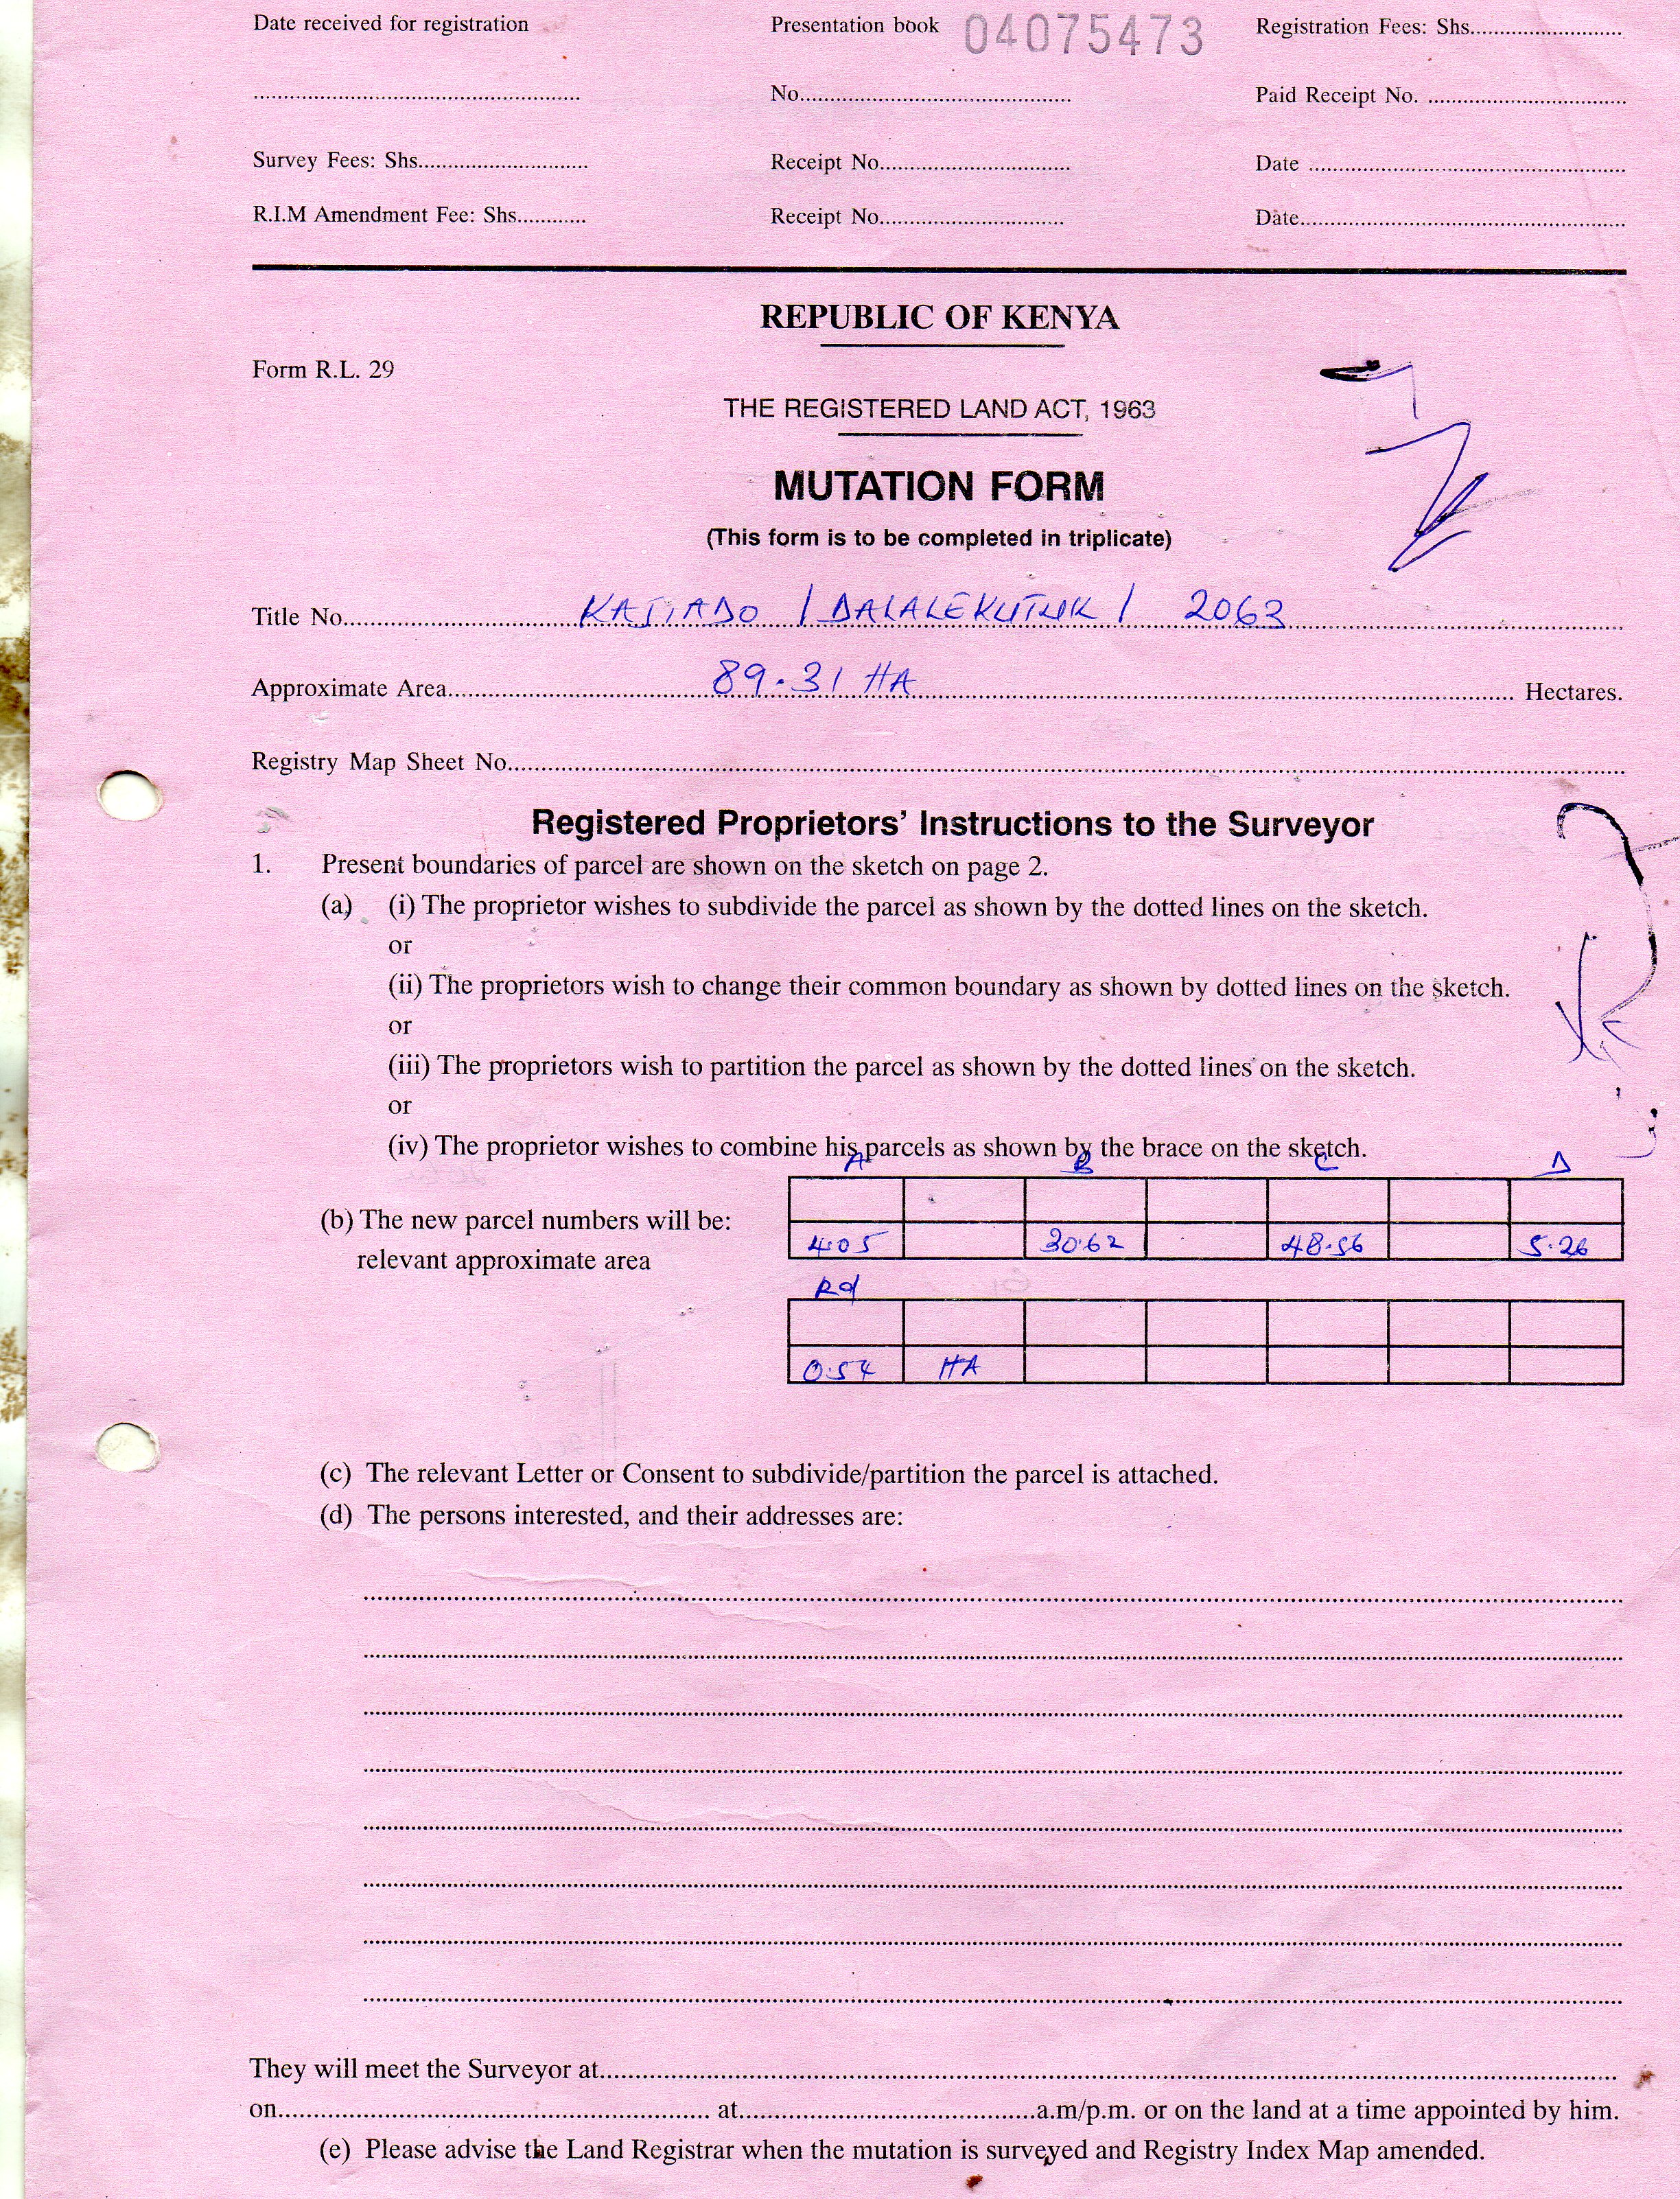 Date received for registration Presentation book 04075473 Registration Fees: Shs..............................
................................................................ No...................................................... Paid Receipt No. .......................................
Survey Fees: Shs.................................. Receipt No...................................... Date ..............................................................
R.I.M Amendment Fee: Shs............ Receipt No..................................... Date................................................................
REPUBLIC OF KENYA
Form R.L. 29
THE REGISTERED LAND ACT, 1963
MUTATION FORM
(This form is to be completed in triplicate)
Title No. KAJIADO / DALALEKUTUK / 2063
Approximate Area 89.31 HA Hectares.
Registry Map Sheet No.
Registered Proprietors' Instructions to the Surveyor
1. Present boundaries of parcel are shown on the sketch on page 2.
(a) (i) The proprietor wishes to subdivide the parcel as shown by the dotted lines on the sketch.
or
(ii) The proprietors wish to change their common boundary as shown by dotted lines on the sketch.
or
(iii) The proprietors wish to partition the parcel as shown by the dotted lines on the sketch.
or
(iv) The proprietor wishes to combine his parcels as shown by the brace on the sketch.
A B C D
(b) The new parcel numbers will be:
4.05 30.62 48.56 5.26
relevant approximate area
Rd
0.54 HA
(c) The relevant Letter or Consent to subdivide/partition the parcel is attached.
(d) The persons interested, and their addresses are:
They will meet the Surveyor at
on at a.m/p.m. or on the land at a time appointed by him.
(e) Please advise the Land Registrar when the mutation is surveyed and Registry Index Map amended.